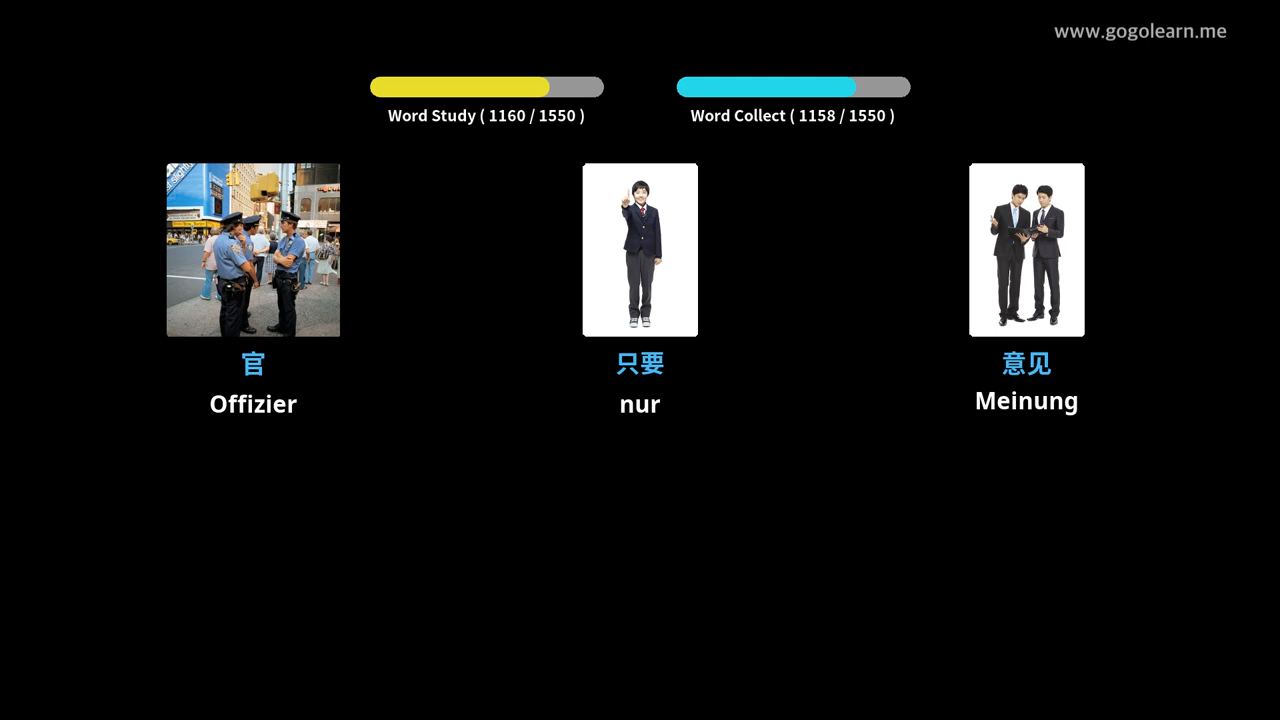 www.gogolearn.me
Word Study ( 1160 / 1550 )
Word Collect ( 1158 / 1550 )
官
只要
意见
Offizier
nur
Meinung